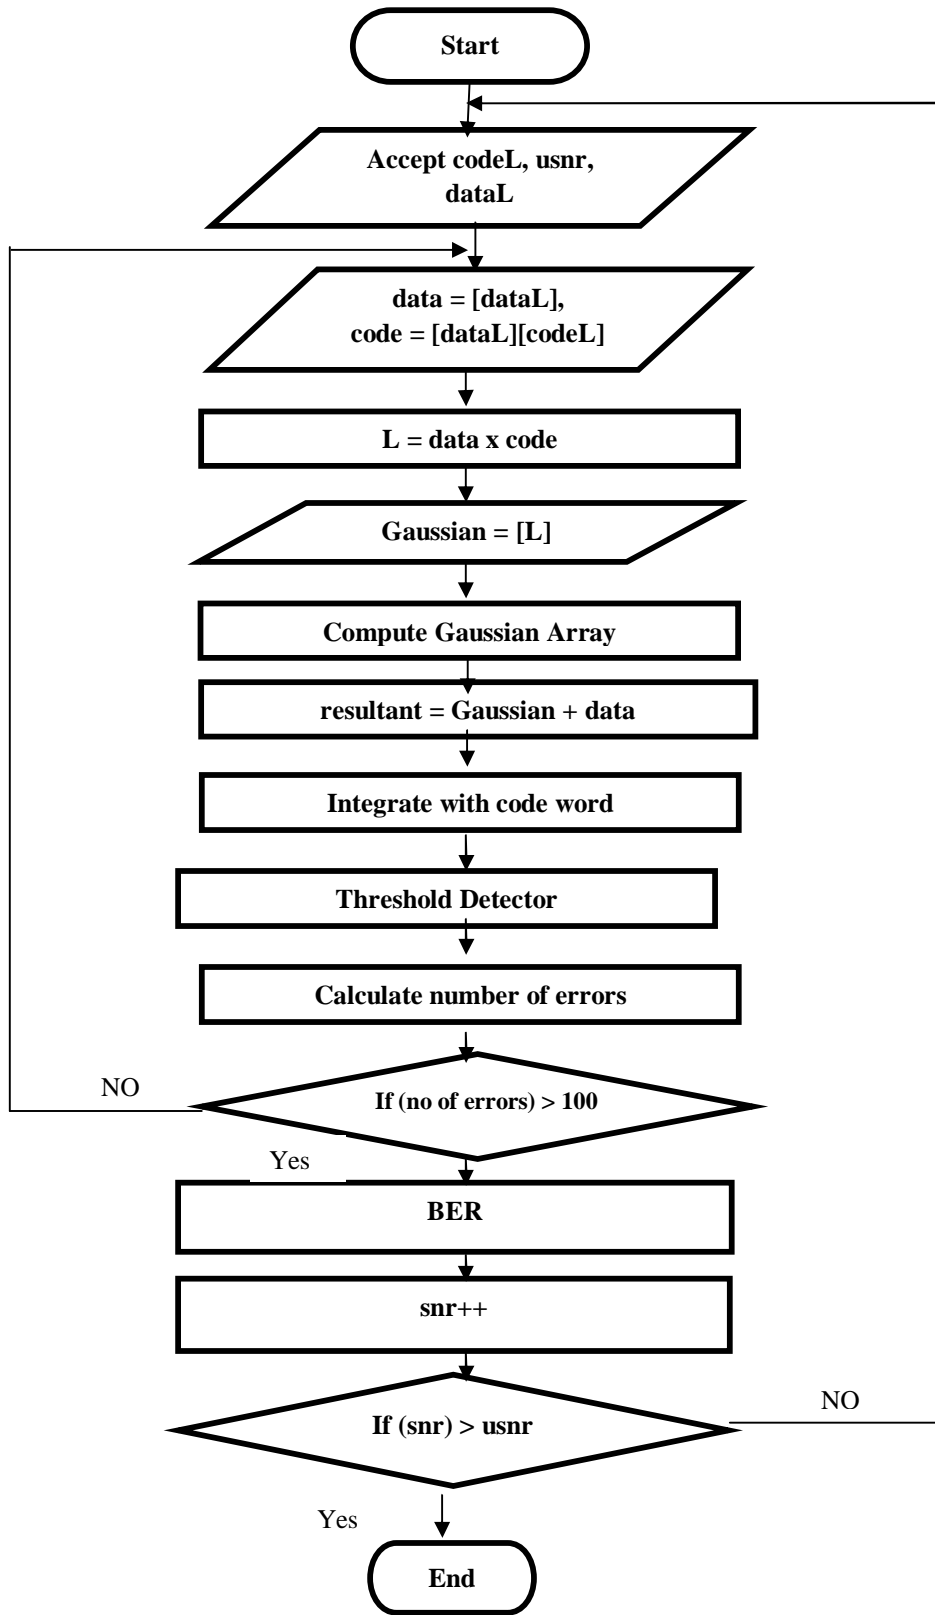 Start
Accept codeL, usnr,
dataL
data = [dataL],
code = [dataL][codeL]
L = data x code
Gaussian = [L]
Compute Gaussian Array
resultant = Gaussian + data
Integrate with code word
Threshold Detector
Calculate number of errors
NO
If (no of errors) > 100
Yes
BER
snr++
NO
If (snr) > usnr
Yes
End